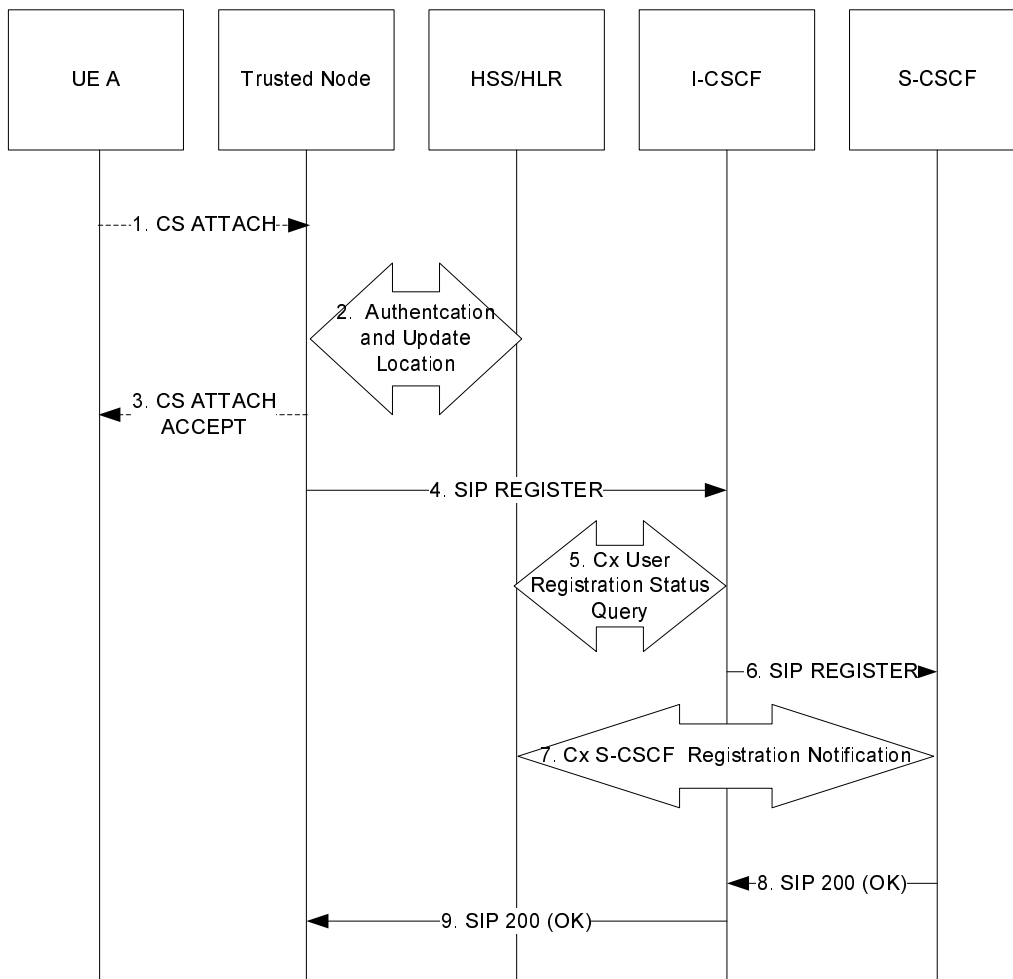 UE A
Trusted Node
HSS/HLR
I-CSCF
S-CSCF
1. CS ATTACH
2. Authentcation
and Update
Location
3. CS ATTACH
ACCEPT
4. SIP REGISTER
5. Cx User
Registration Status
Query
6. SIP REGISTER
7. Cx S-CSCF Registration Notification
8. SIP 200 (OK)
9. SIP 200 (OK)